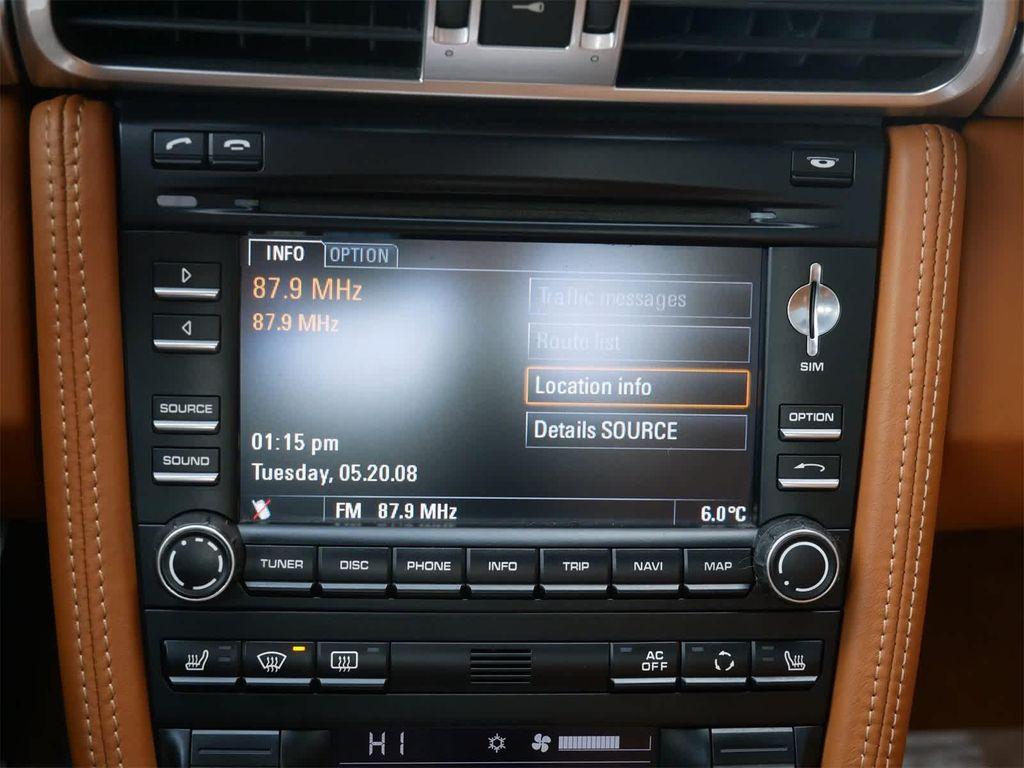 INFO OPTION
87.9 MHz
87.9 MHz
Traffic messages
Route list
Location info
Details SOURCE
01:15 pm
Tuesday, 05.20.08
FM 87.9 MHz
6.0°C
SOURCE
SOUND
SIM
OPTION
TUNER DISC PHONE INFO TRIP NAVI MAP
AC
OFF
HI